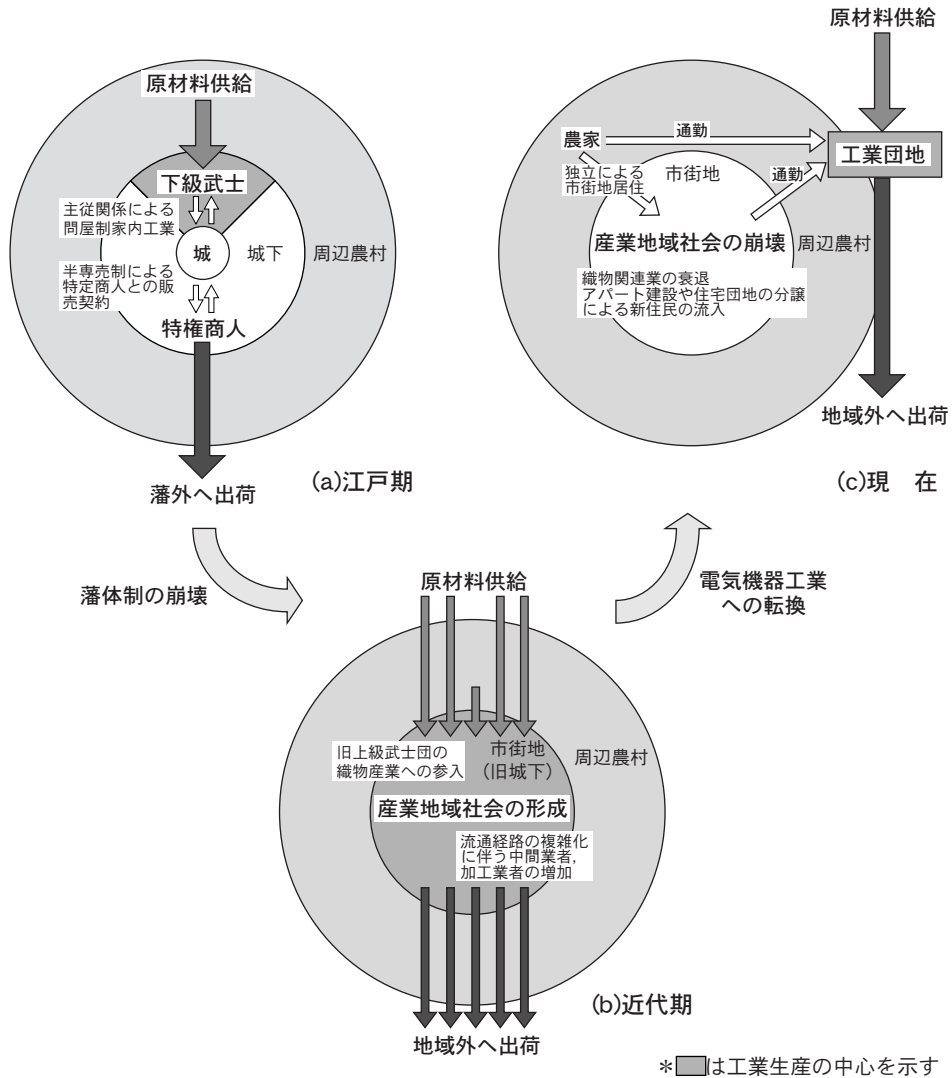 原材料供給
下級武士
主従関係による
問屋制家内工業
城
城下
周辺農村
半専売制による
特定商人との販
売契約
特権商人
藩外へ出荷
(a)江戸期
原材料供給
農家
通勤
工業団地
独立による
市街地居住
市街地
通勤
産業地域社会の崩壊
周辺農村
織物関連業の衰退
アパート建設や住宅団地の分譲
による新住民の流入
地域外へ出荷
(c)現　在
藩体制の崩壊
電気機器工業
への転換
原材料供給
旧上級武士団の
織物産業への参入
市街地
(旧城下)
周辺農村
産業地域社会の形成
流通経路の複雑化
に伴う中間業者,
加工業者の増加
(b)近代期
地域外へ出荷
＊は工業生産の中心を示す